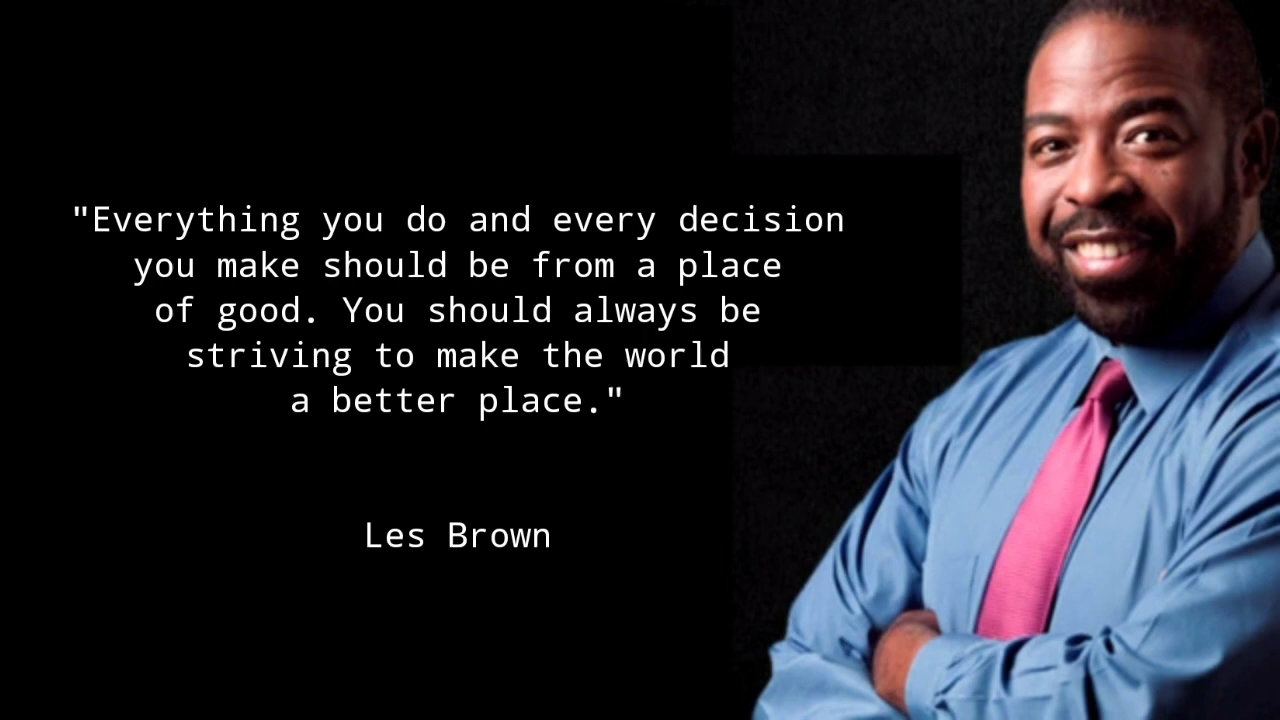 "Everything you do and every decision
you make should be from a place
of good. You should always be
striving to make the world
a better place."
Les Brown